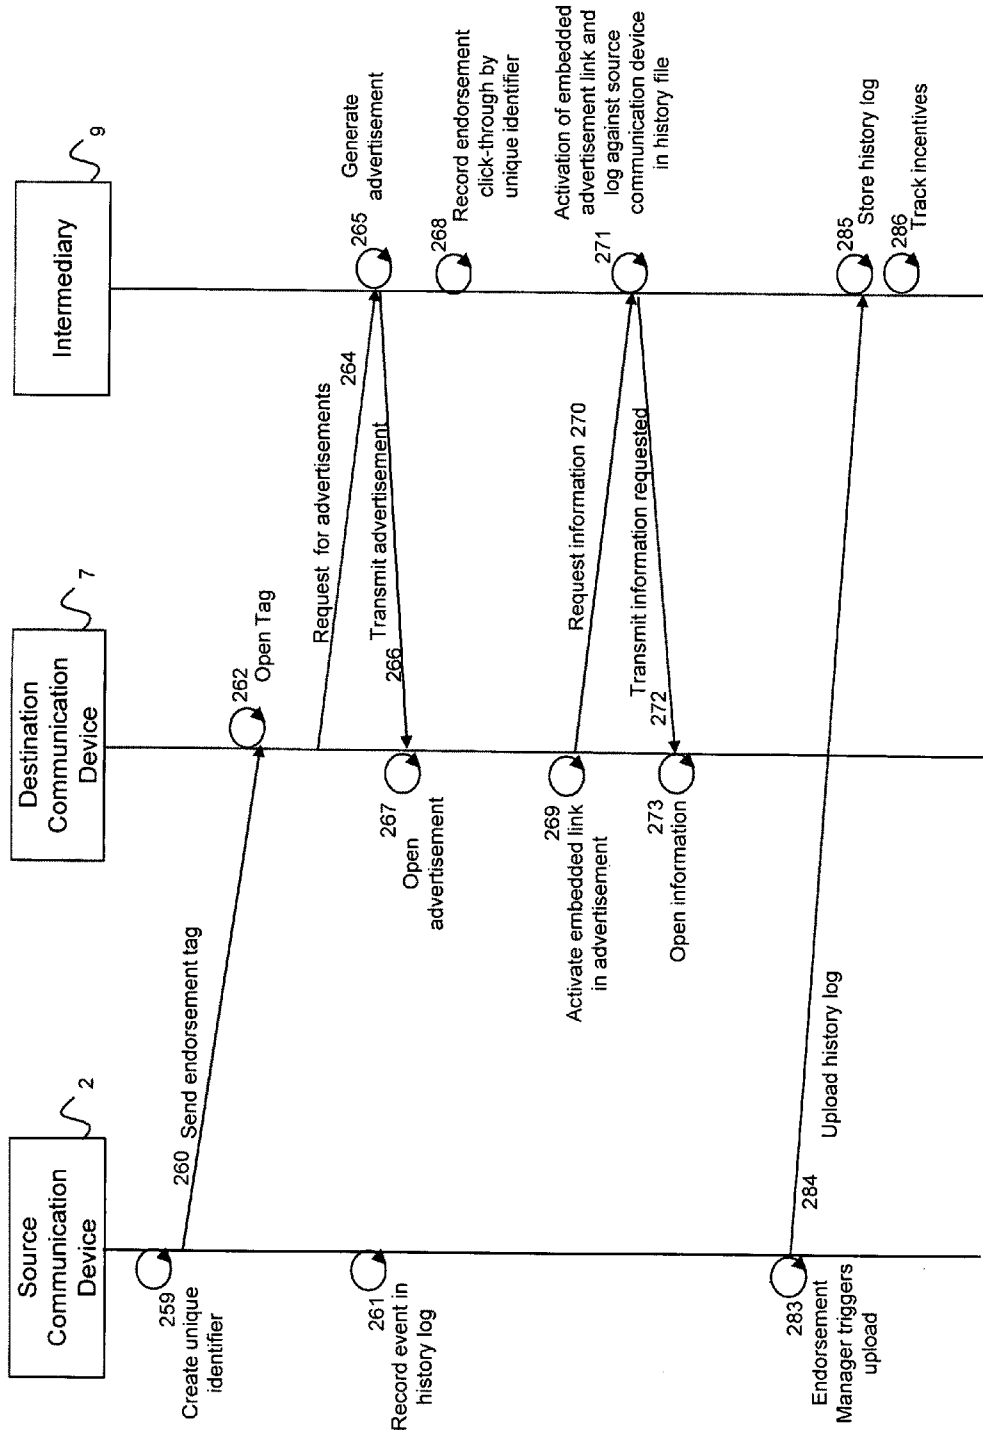 Source
Communication
Device
2
Destination
Communication
Device
7
Intermediary
9
259
Create unique
identifier
260 Send endorsement tag
261
Record event in
history log
262
Open Tag
Request for advertisements
264
265
Generate
advertisement
Transmit advertisement
266
267
Open
advertisement
268
Record endorsement
click-through by
unique identifier
269
Activate embedded link
in advertisement
Request information 270
271
Activation of embedded
advertisement link and
log against source
communication device
in history file
Transmit information requested
272
273
Open information
283
Endorsement
Manager triggers
upload
284
Upload history log
285
Store history log
286
Track incentives